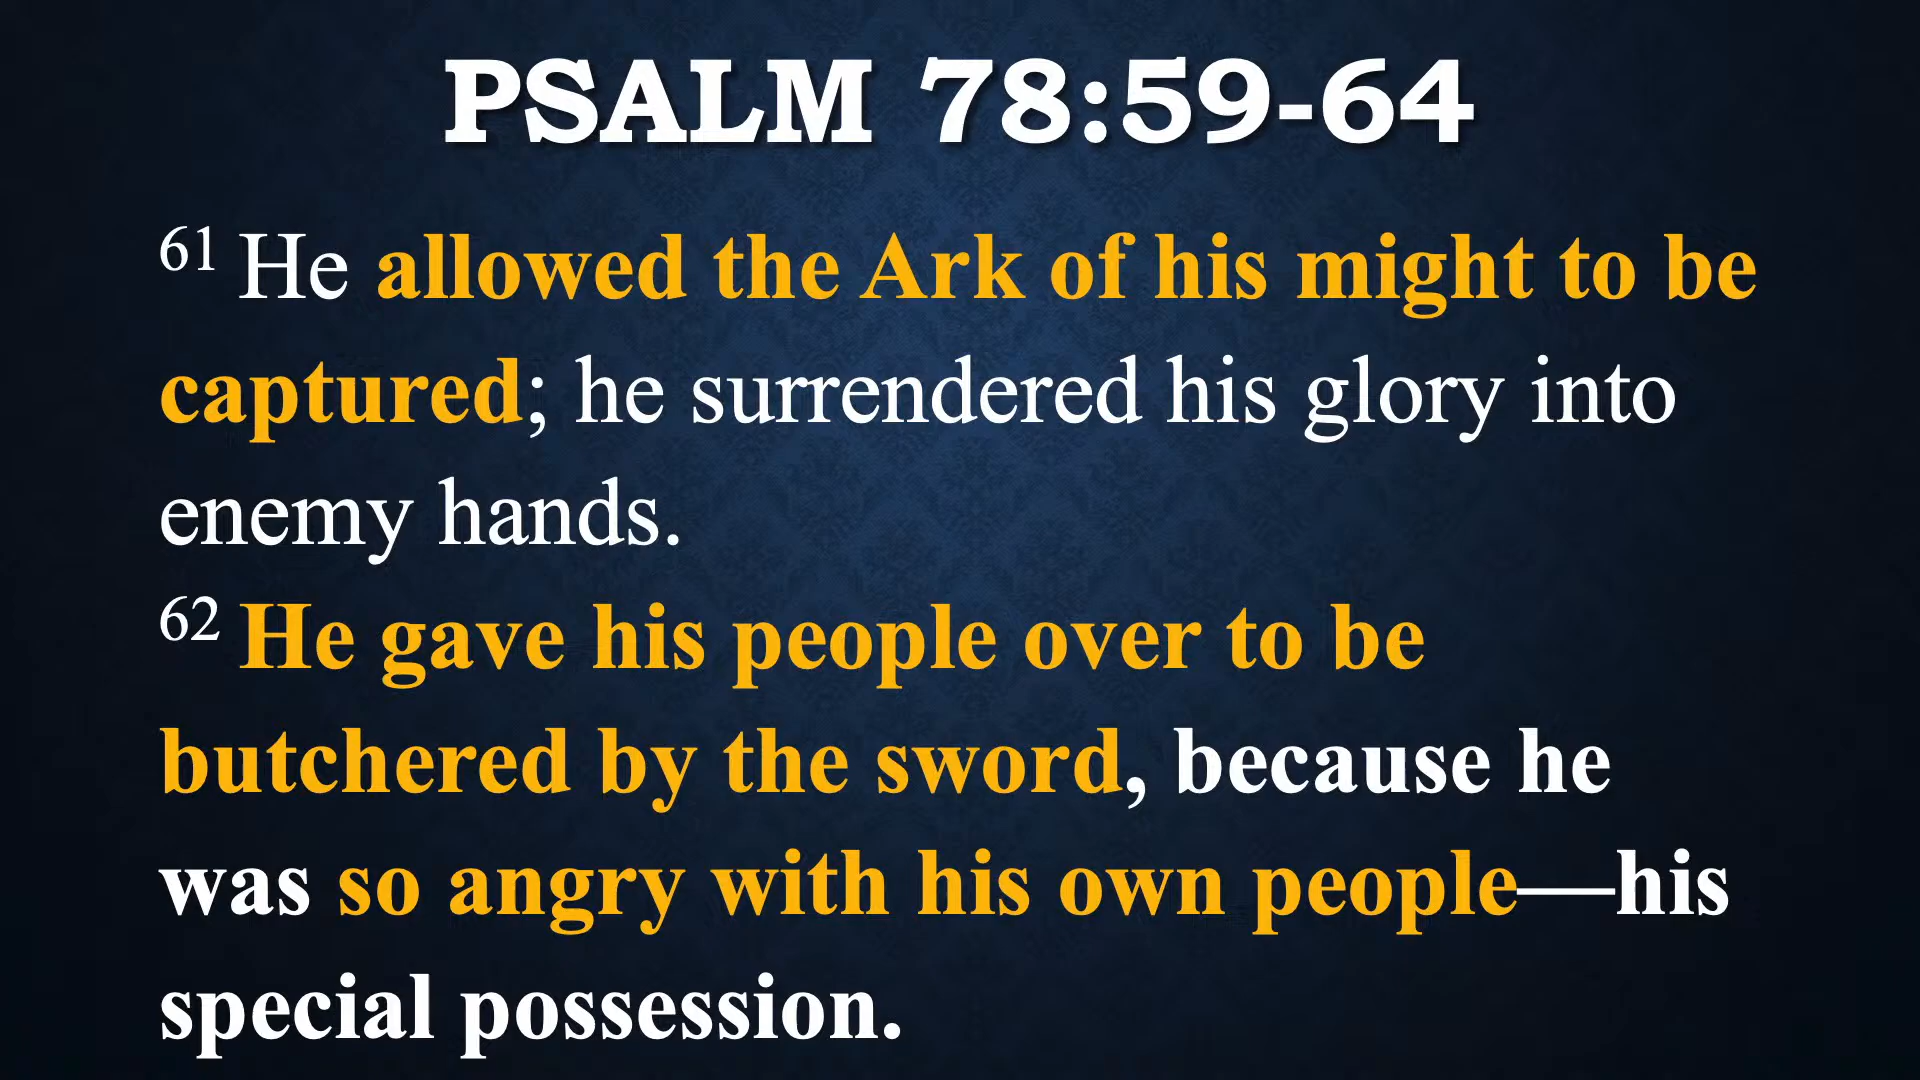 PSALM 78:59-64
61 He allowed the Ark of his might to be
captured; he surrendered his glory into
enemy hands.
62 He gave his people over to be
butchered by the sword, because he
was so angry with his own people—his
special possession.